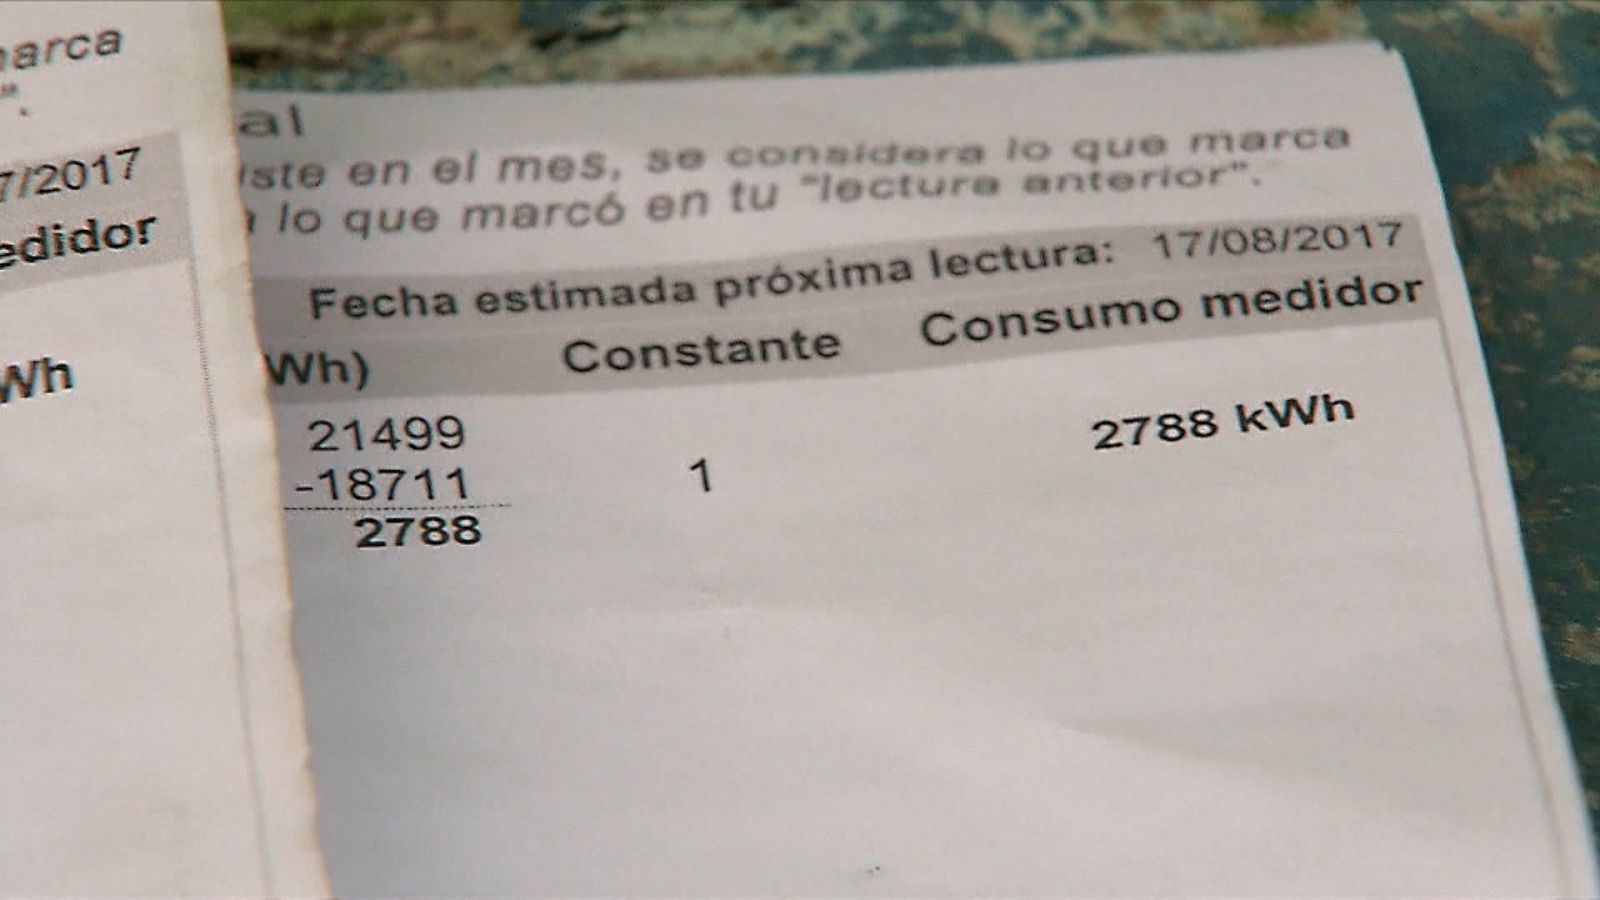 arca
".
7/2017
edidor
Wh
al
ste en el mes, se considera lo que marca
lo que marcó en tu "lectura anterior".
Fecha estimada próxima lectura: 17/08/2017
Wh) Constante Consumo medidor
21499 2788 kWh
-18711 1
2788